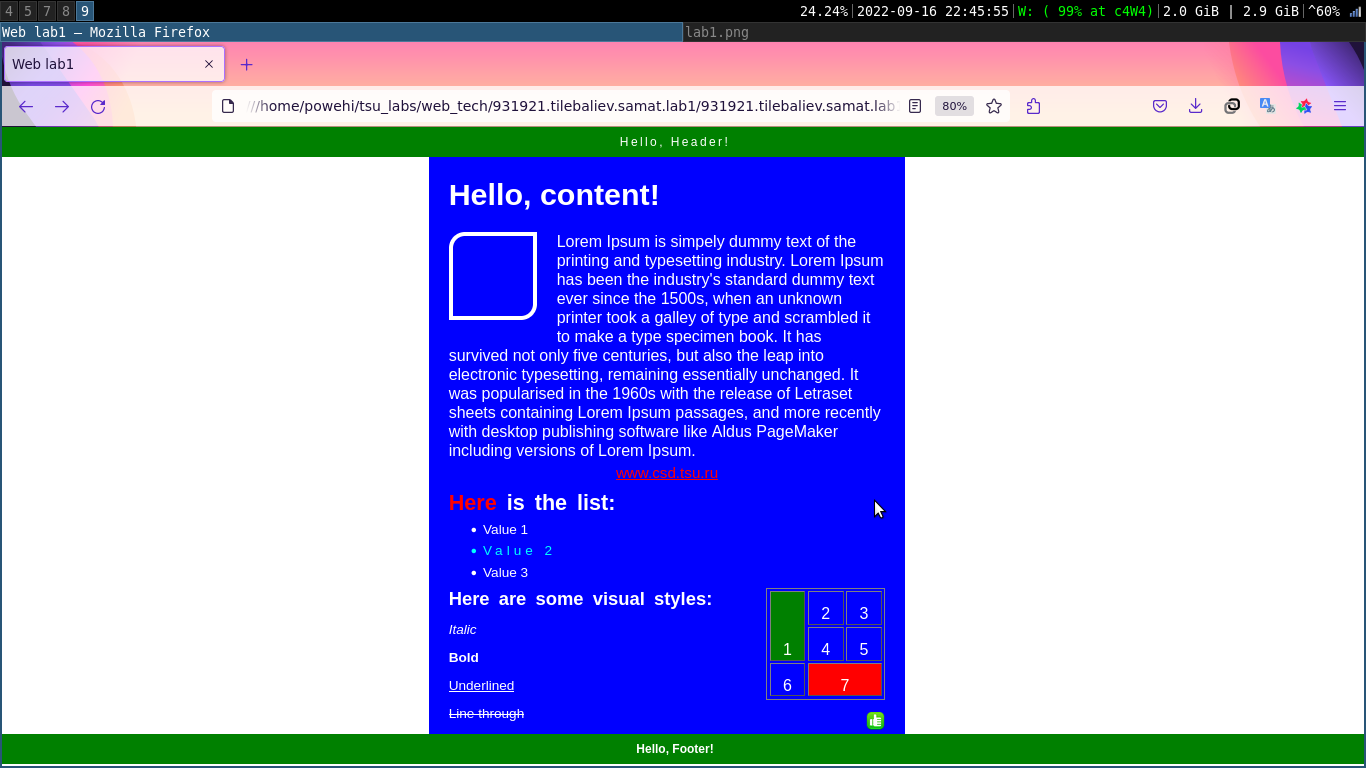 4 5 7 8 9
24.24% 2022-09-16 22:45:55 W: ( 99% at c4W4) 2.0 GiB | 2.9 GiB ^60%
Web lab1 — Mozilla Firefox
lab1.png
Web lab1
///home/powehi/tsu_labs/web_tech/931921.tilebaliev.samat.lab1/931921.tilebaliev.samat.lab1
80%
Hello, Header!
Hello, content!
Lorem Ipsum is simpely dummy text of the
printing and typesetting industry. Lorem Ipsum
has been the industry's standard dummy text
ever since the 1500s, when an unknown
printer took a galley of type and scrambled it
to make a type specimen book. It has
survived not only five centuries, but also the leap into
electronic typesetting, remaining essentially unchanged. It
was popularised in the 1960s with the release of Letraset
sheets containing Lorem Ipsum passages, and more recently
with desktop publishing software like Aldus PageMaker
including versions of Lorem Ipsum.
www.csd.tsu.ru
Here is the list:
Value 1
Value 2
Value 3
Here are some visual styles:
Italic
Bold
Underlined
Line through
1
2 3
4 5
6 7
Hello, Footer!